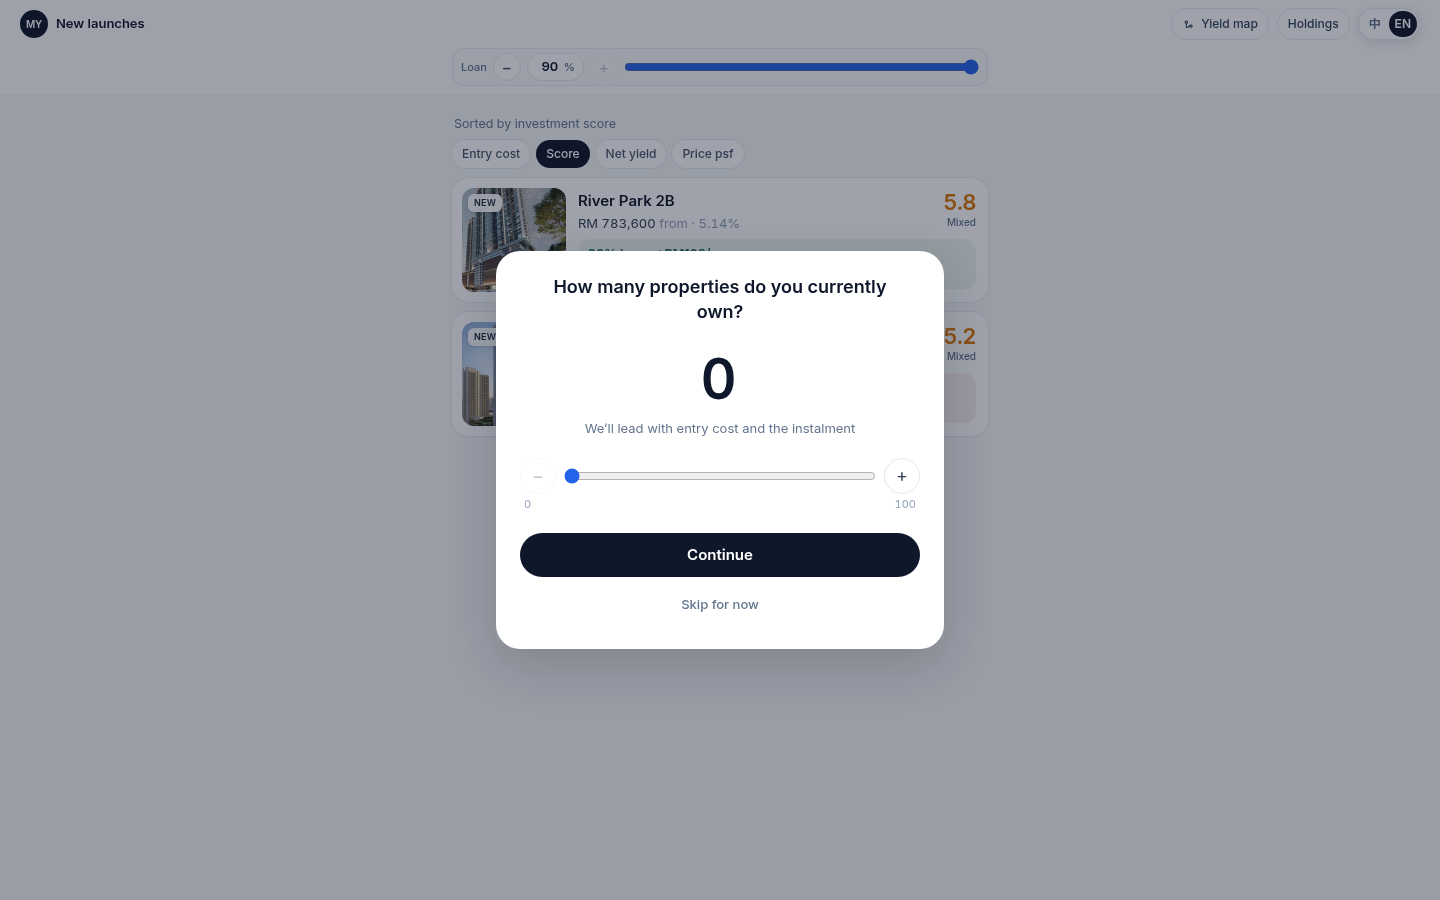 MY
New launches
Yield map
Holdings
中
EN
Loan
−
90 %
+
Sorted by investment score
Entry cost
Score
Net yield
Price psf
NEW
River Park 2B
RM 783,600 from · 5.14%
5.8
Mixed
NEW
5.2
Mixed
How many properties do you currently
own?
0
We'll lead with entry cost and the instalment
−
+
0
100
Continue
Skip for now